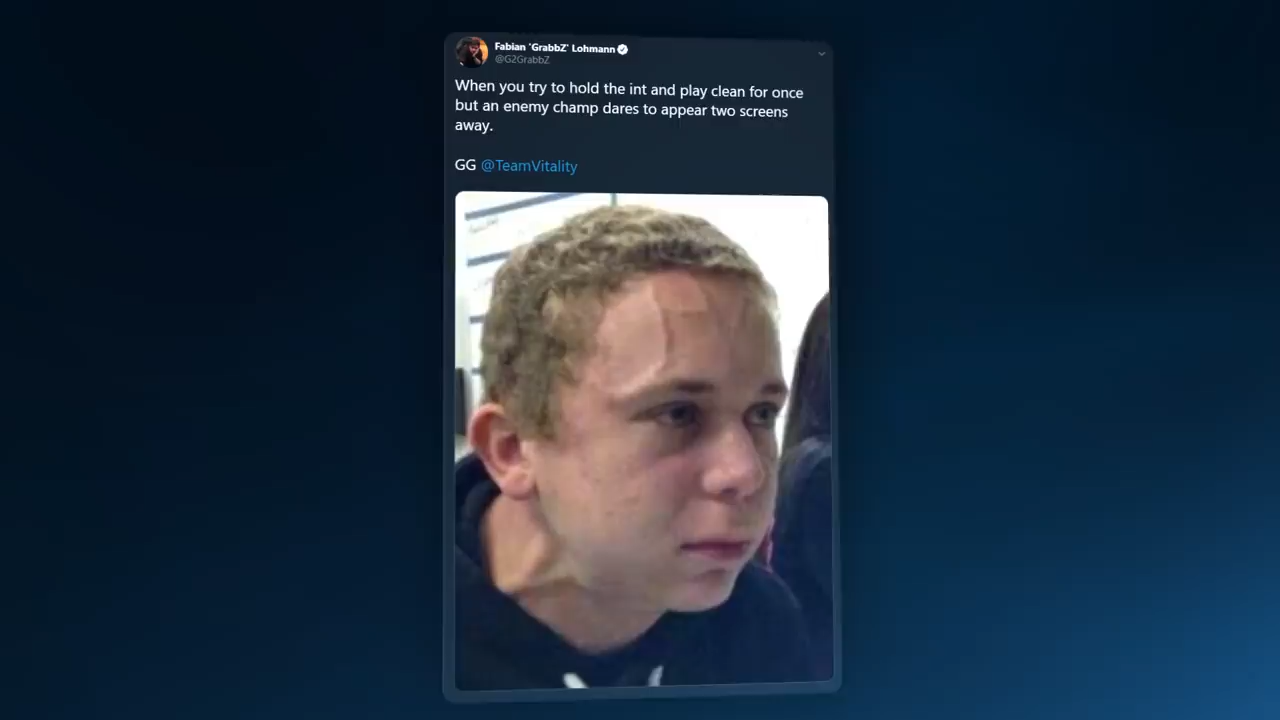 Fabian 'GrabbZ' Lohmann
@G2GrabbZ
When you try to hold the int and play clean for once
but an enemy champ dares to appear two screens
away.
GG @TeamVitality